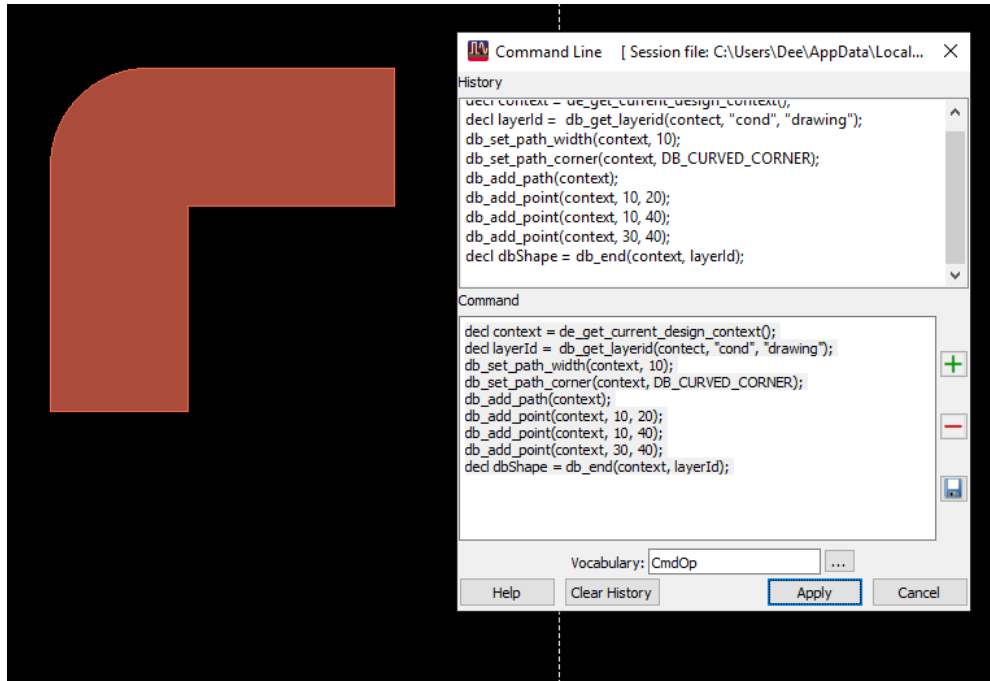 Command Line [ Session file: C:\Users\Dee\AppData\Local...
History
decl context = de_get_current_design_context();
decl layerId = db_get_layerid(contect, "cond", "drawing");
db_set_path_width(context, 10);
db_set_path_corner(context, DB_CURVED_CORNER);
db_add_path(context);
db_add_point(context, 10, 20);
db_add_point(context, 10, 40);
db_add_point(context, 30, 40);
decl dbShape = db_end(context, layerId);
Command
decl context = de_get_current_design_context();
decl layerId = db_get_layerid(contect, "cond", "drawing");
db_set_path_width(context, 10);
db_set_path_corner(context, DB_CURVED_CORNER);
db_add_path(context);
db_add_point(context, 10, 20);
db_add_point(context, 10, 40);
db_add_point(context, 30, 40);
decl dbShape = db_end(context, layerId);
Vocabulary: CmdOp ...
Help Clear History Apply Cancel